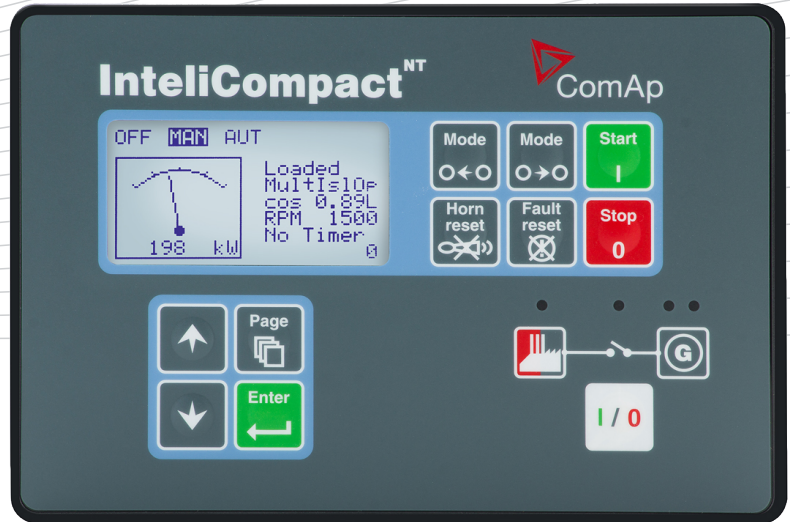 InteliCompact NT
ComAp
OFF MAN AUT
Loaded
MultIslOp
cos 0.89L
RPM 1500
No Timer
0
198 kW
Mode
Mode
Start
I
Horn
reset
Fault
reset
Stop
0
Page
Enter
G
I / 0